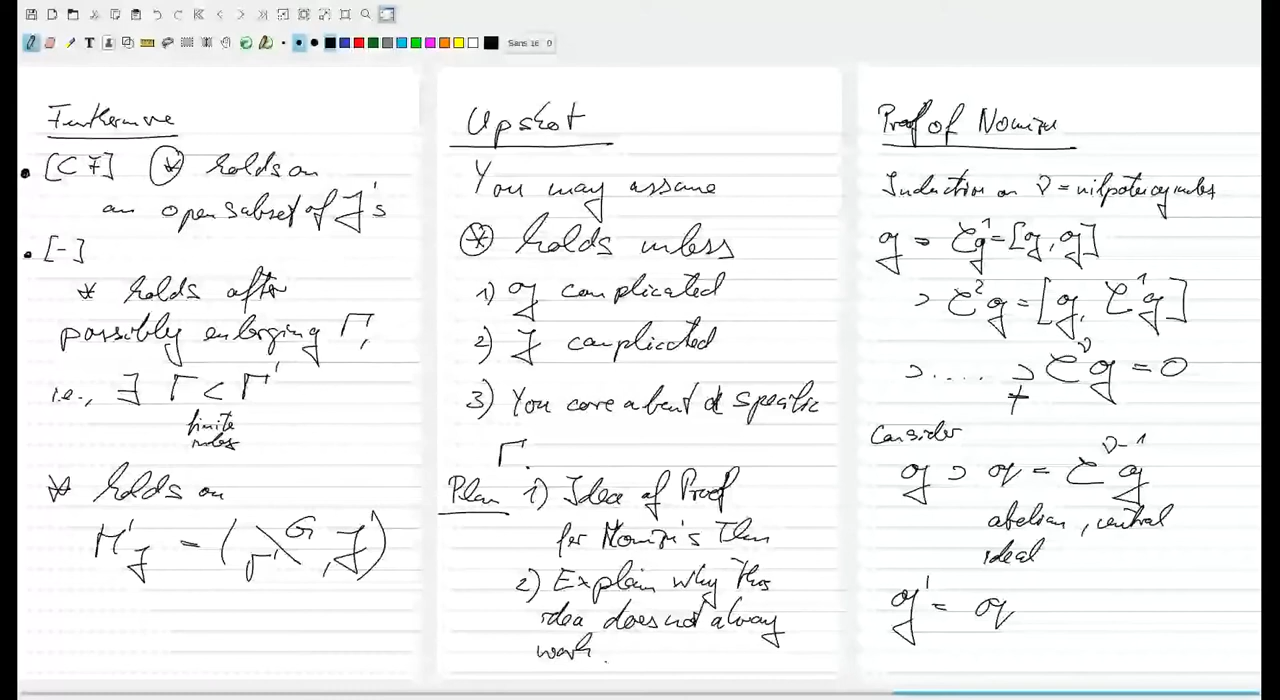 Sans 16
Furthermore
• [CF] ⊛ holds on
an open subset of J's
• [-]
* holds after
possibly enlarging Γ,
i.e., ∃ Γ < Γ'
finite
index
* holds on
M'_J = (Γ'\G, J)
Upshot
You may assume
⊛ holds unless
1) 𝔤 complicated
2) J complicated
3) You care about a specific
Γ.
Plan 1) Idea of Proof
for Nomizu's Thm
2) Explain why this
idea does not alway
work.
Proof of Nomizu
Induction on ν = nilpotency index
𝔤 ⊃ C¹𝔤 = [𝔤, 𝔤]
⊃ C²𝔤 = [𝔤, C¹𝔤]
⊃ .... ⊋ C^ν 𝔤 = 0
Consider
𝔤 ⊃ 𝔞 = C^{ν-1} 𝔤
abelian, central
ideal
𝔤' = 𝔞